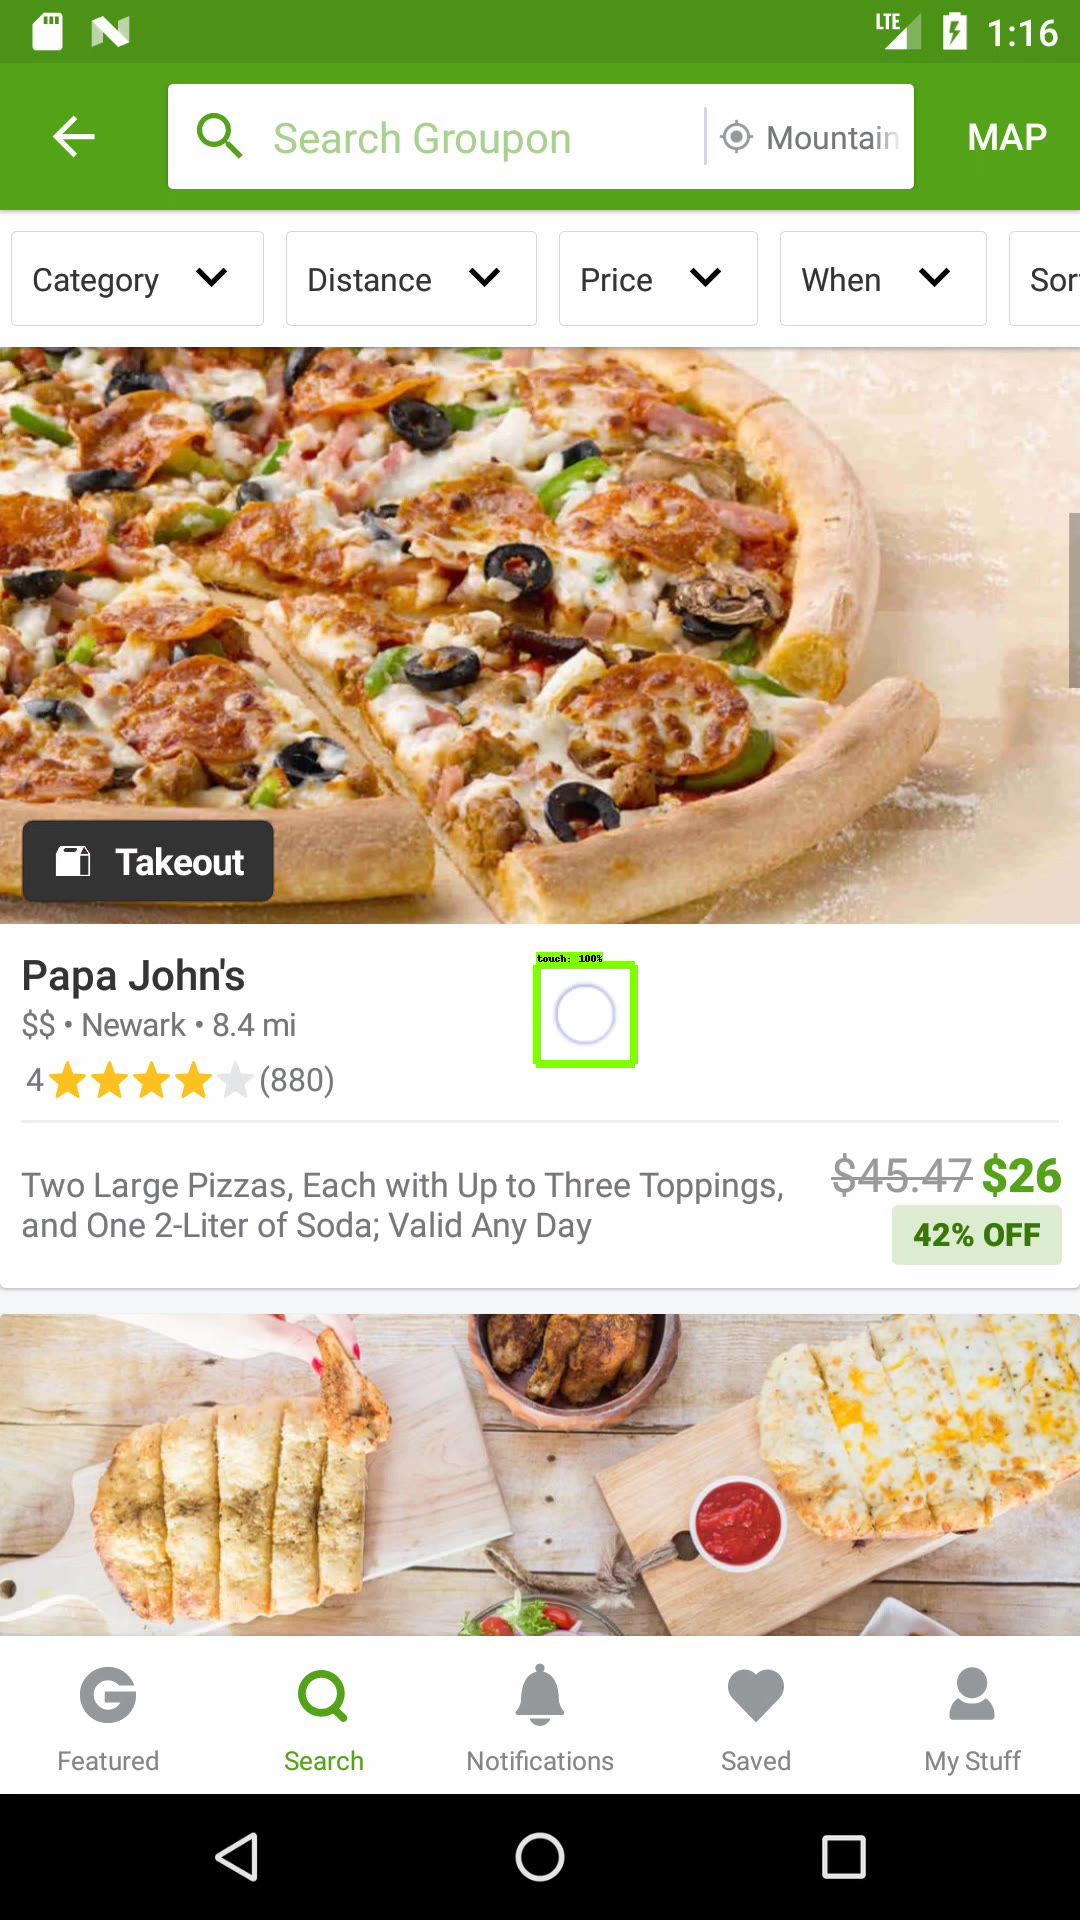 LTE 1:16
Search Groupon Mountain MAP
Category Distance Price When Sor
Takeout
touch: 100%
Papa John's
$$ • Newark • 8.4 mi
4 (880)
Two Large Pizzas, Each with Up to Three Toppings, $45.47 $26
and One 2-Liter of Soda; Valid Any Day 42% OFF
Featured Search Notifications Saved My Stuff